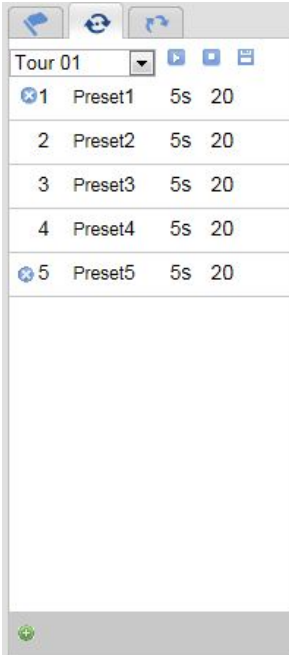 Tour 01
1 Preset1 5s 20
2 Preset2 5s 20
3 Preset3 5s 20
4 Preset4 5s 20
5 Preset5 5s 20